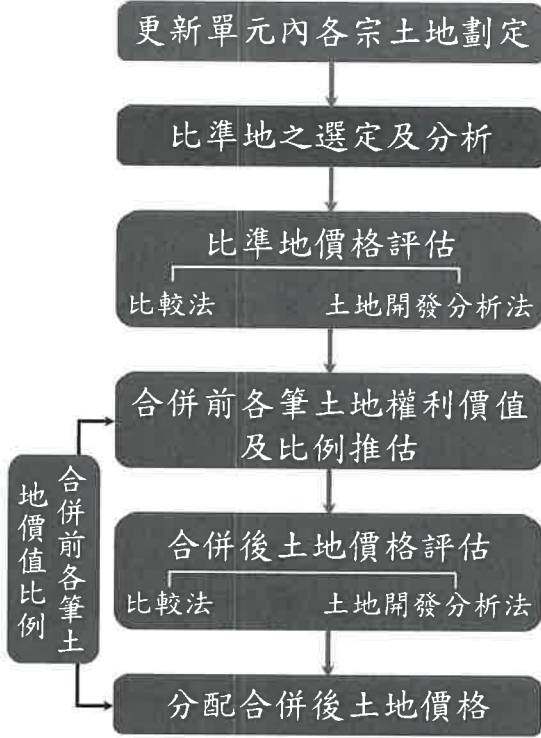 更新單元內各宗土地劃定
比準地之選定及分析
比準地價格評估
比較法
土地開發分析法
合併前各筆土地權利價值
及比例推估
合併前各筆土
地價值比例
合併後土地價格評估
比較法
土地開發分析法
分配合併後土地價格